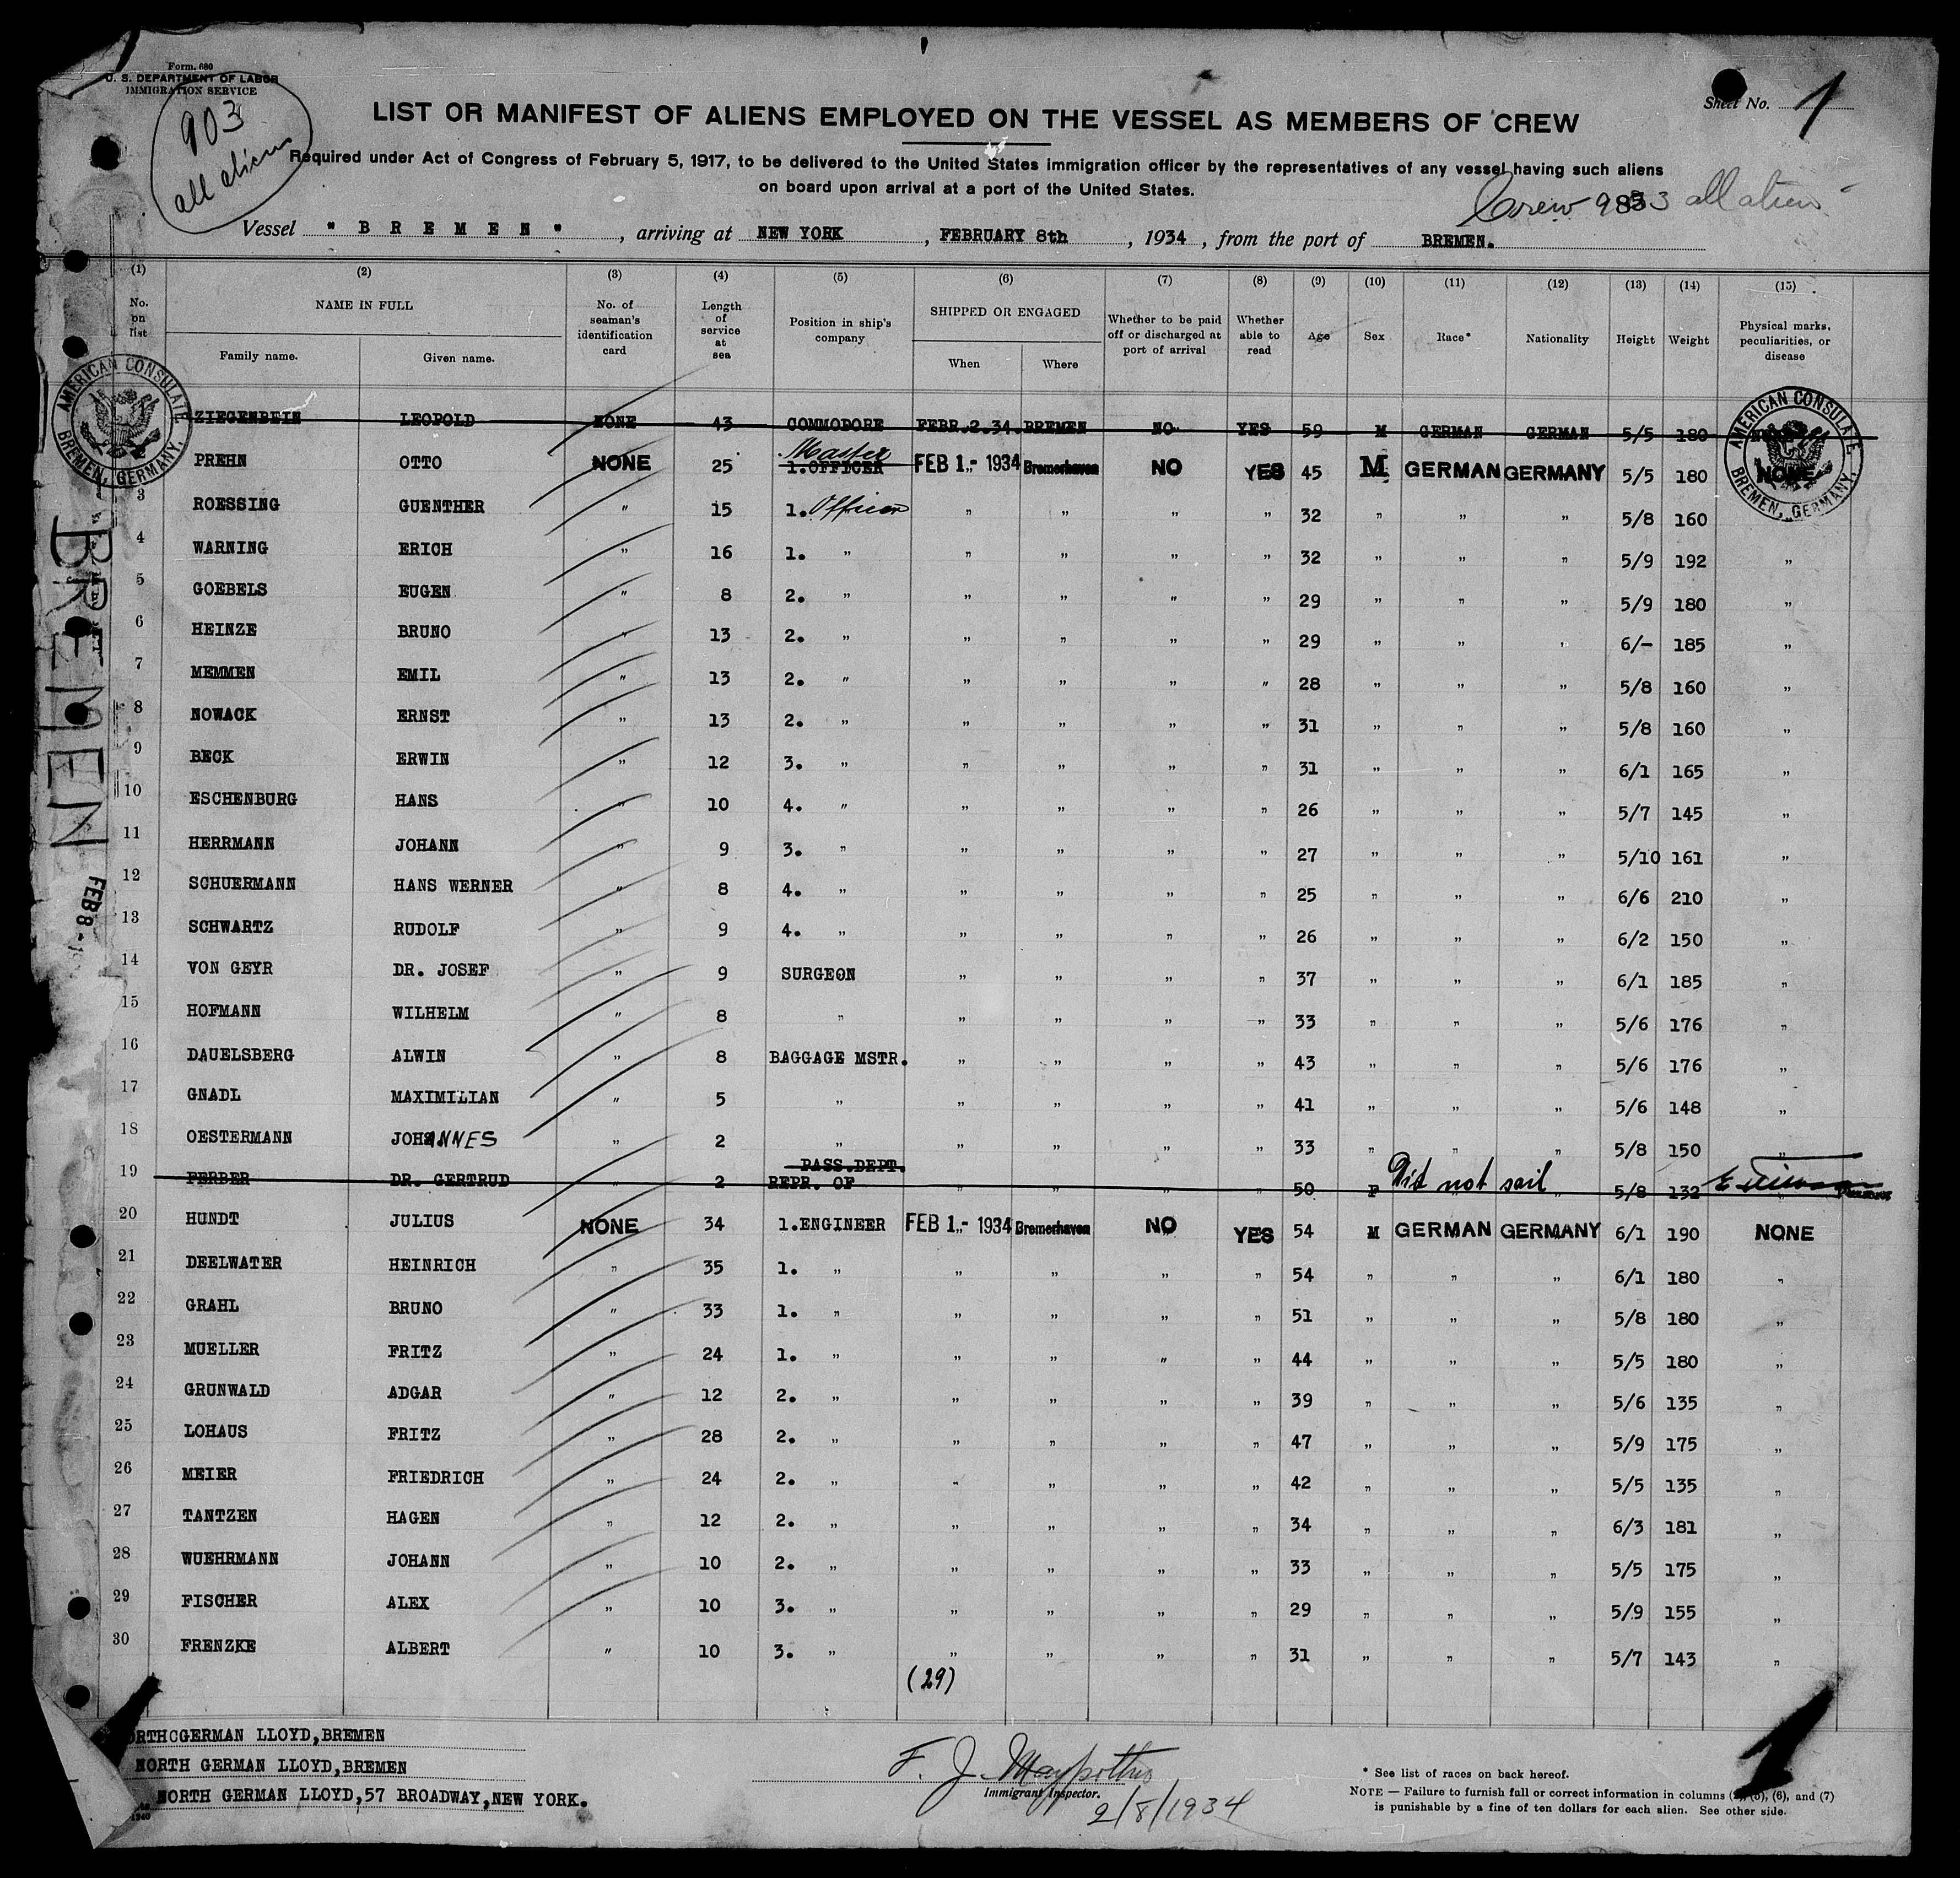 Form. 680
U. S. DEPARTMENT OF LABOR
IMMIGRATION SERVICE
903
all aliens
Sheet No. 1
LIST OR MANIFEST OF ALIENS EMPLOYED ON THE VESSEL AS MEMBERS OF CREW
Required under Act of Congress of February 5, 1917, to be delivered to the United States immigration officer by the representatives of any vessel having such aliens
on board upon arrival at a port of the United States.
Crew all aliens
Vessel " B R E M E N " , arriving at NEW YORK , FEBRUARY 8th , 1934 , from the port of BREMEN.
(1) (2) (3) (4) (5) (6) (7) (8) (9) (10) (11) (12) (13) (14) (15)
No. on list NAME IN FULL Family name. Given name. No. of seaman's identification card Length of service at sea Position in ship's company SHIPPED OR ENGAGED When Where Whether to be paid off or discharged at port of arrival Whether able to read Age Sex Race* Nationality Height Weight Physical marks, peculiarities, or disease
AMERICAN CONSULATE BREMEN, GERMANY.
AMERICAN CONSULATE BREMEN, GERMANY.
ZIEGENBEIN LEOPOLD NONE 43 COMMODORE FEBR.2.34. BREMEN NO YES 59 M GERMAN GERMAN 5/5 180
PREHN OTTO NONE 25 1.OFFICER Master FEB 1 - 1934 Bremerhaven NO YES 45 M GERMAN GERMANY 5/5 180 NONE
3 ROESSING GUENTHER " 15 1. Officer " " " " 32 " " " 5/8 160 "
4 WARNING ERICH " 16 1. " " " " " 32 " " " 5/9 192 "
5 GOEBELS EUGEN " 8 2. " " " " " 29 " " " 5/9 180 "
6 HEINZE BRUNO " 13 2. " " " " " 29 " " " 6/- 185 "
7 MEMMEN EMIL " 13 2. " " " " " 28 " " " 5/8 160 "
8 NOWACK ERNST " 13 2. " " " " " 31 " " " 5/8 160 "
9 BECK ERWIN " 12 3. " " " " " 31 " " " 6/1 165 "
10 ESCHENBURG HANS " 10 4. " " " " " 26 " " " 5/7 145 "
11 HERRMANN JOHANN " 9 3. " " " " " 27 " " " 5/10 161 "
12 SCHUERMANN HANS WERNER " 8 4. " " " " " 25 " " " 6/6 210 "
13 SCHWARTZ RUDOLF " 9 4. " " " " " 26 " " " 6/2 150 "
14 VON GEYR DR. JOSEF " 9 SURGEON " " " " 37 " " " 6/1 185 "
15 HOFMANN WILHELM " 8 " " " " " 33 " " " 5/6 176 "
16 DAUELSBERG ALWIN " 8 BAGGAGE MSTR. " " " " 43 " " " 5/6 176 "
17 GNADL MAXIMILIAN " 5 " " " " " 41 " " " 5/6 148 "
18 OESTERMANN JOHANNES " 2 " " " " " 33 " " " 5/8 150 "
19 FERBER DR. GERTRUD " 2 PASS.DEPT. REPR. OF " " " " 50 F Did not sail 5/8 132 "
20 HUNDT JULIUS NONE 34 1.ENGINEER FEB 1 - 1934 Bremerhaven NO YES 54 M GERMAN GERMANY 6/1 190 NONE
21 DEELWATER HEINRICH " 35 1. " " " " " 54 " " " 6/1 180 "
22 GRAHL BRUNO " 33 1. " " " " " 51 " " " 5/8 180 "
23 MUELLER FRITZ " 24 1. " " " " " 44 " " " 5/5 180 "
24 GRUNWALD ADGAR " 12 2. " " " " " 39 " " " 5/6 135 "
25 LOHAUS FRITZ " 28 2. " " " " " 47 " " " 5/9 175 "
26 MEIER FRIEDRICH " 24 2. " " " " " 42 " " " 5/5 135 "
27 TANTZEN HAGEN " 12 2. " " " " " 34 " " " 6/3 181 "
28 WUEHRMANN JOHANN " 10 2. " " " " " 33 " " " 5/5 175 "
29 FISCHER ALEX " 10 3. " " " " " 29 " " " 5/9 155 "
30 FRENZKE ALBERT " 10 3. " " " " " 31 " " " 5/7 143 "
(29)
BREMEN
FEB 8 -
NORTH GERMAN LLOYD,BREMEN
NORTH GERMAN LLOYD,57 BROADWAY,NEW YORK.
F. J.
Immigrant Inspector.
2/8/1934
* See list of races on back hereof.
NOTE — Failure to furnish full or correct information in columns (6), and (7)
is punishable by a fine of ten dollars for each alien. See other side.
1